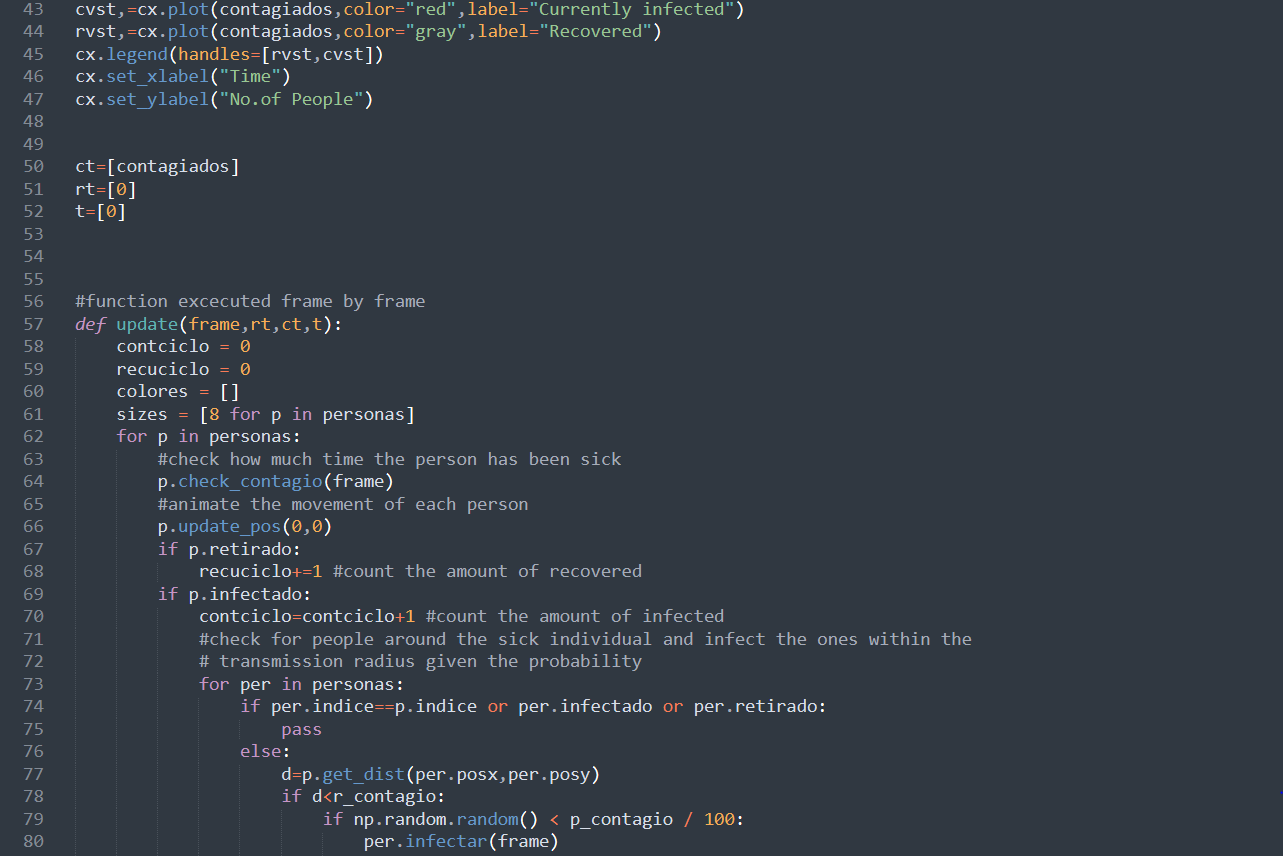 43 cvst,=cx.plot(contagiados,color="red",label="Currently infected")
44 rvst,=cx.plot(contagiados,color="gray",label="Recovered")
45 cx.legend(handles=[rvst,cvst])
46 cx.set_xlabel("Time")
47 cx.set_ylabel("No.of People")
48
49
50 ct=[contagiados]
51 rt=[0]
52 t=[0]
53
54
55
56 #function excecuted frame by frame
57 def update(frame,rt,ct,t):
58     contciclo = 0
59     recuciclo = 0
60     colores = []
61     sizes = [8 for p in personas]
62     for p in personas:
63         #check how much time the person has been sick
64         p.check_contagio(frame)
65         #animate the movement of each person
66         p.update_pos(0,0)
67         if p.retirado:
68             recuciclo+=1 #count the amount of recovered
69         if p.infectado:
70             contciclo=contciclo+1 #count the amount of infected
71             #check for people around the sick individual and infect the ones within the
72             # transmission radius given the probability
73             for per in personas:
74                 if per.indice==p.indice or per.infectado or per.retirado:
75                     pass
76                 else:
77                     d=p.get_dist(per.posx,per.posy)
78                     if d<r_contagio:
79                         if np.random.random() < p_contagio / 100:
80                             per.infectar(frame)